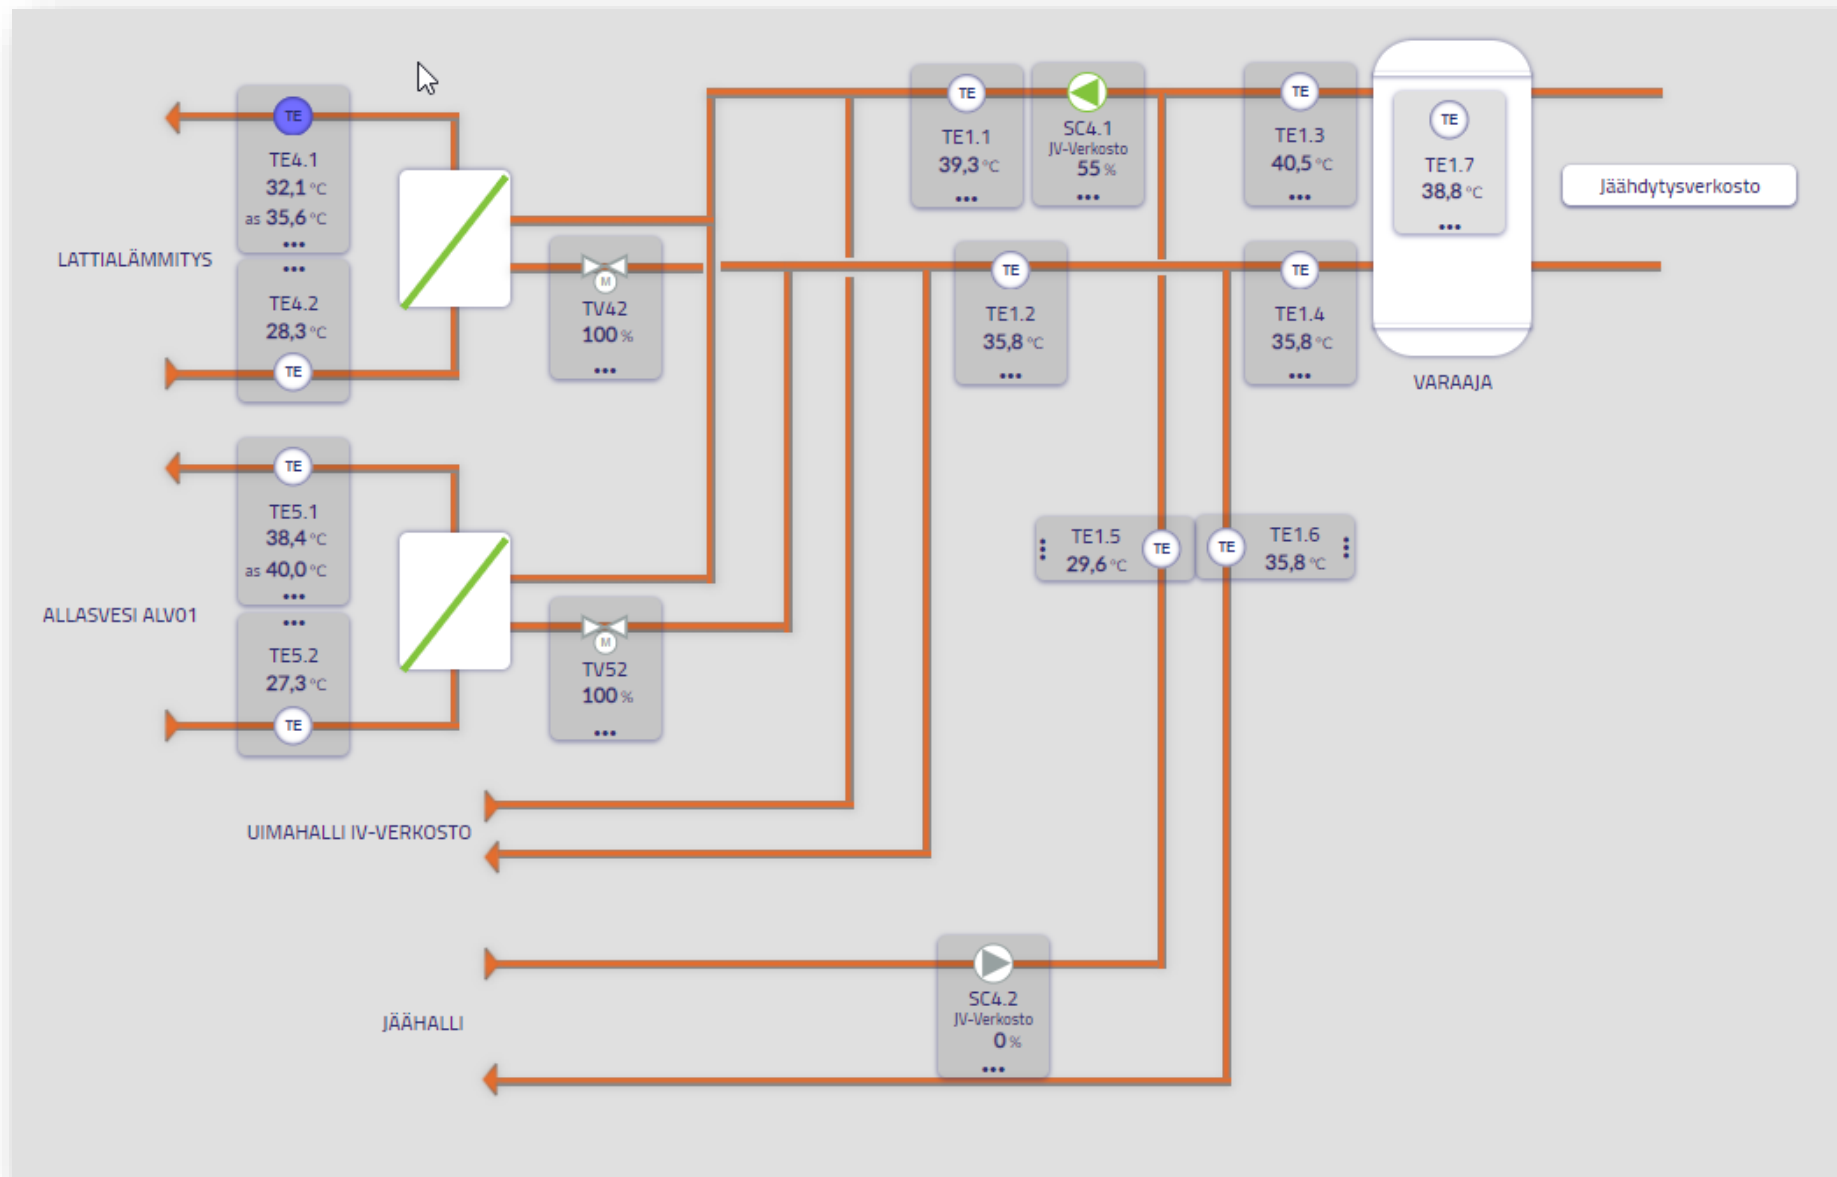 TE
TE4.1
32,1 °C
as 35,6 °C
•••
LATTIALÄMMITYS
•••
TE4.2
28,3 °C
TE
M
TV42
100 %
•••
TE
TE1.1
39,3 °C
•••
SC4.1
JV-Verkosto
55 %
•••
TE
TE1.3
40,5 °C
•••
TE
TE1.7
38,8 °C
•••
Jäähdytysverkosto
TE
TE1.2
35,8 °C
•••
TE
TE1.4
35,8 °C
•••
VARAAJA
TE
TE5.1
38,4 °C
as 40,0 °C
•••
ALLASVESI ALV01
•••
TE5.2
27,3 °C
TE
M
TV52
100 %
•••
TE1.5
29,6 °C
TE
TE
TE1.6
35,8 °C
UIMAHALLI IV-VERKOSTO
JÄÄHALLI
SC4.2
JV-Verkosto
0 %
•••